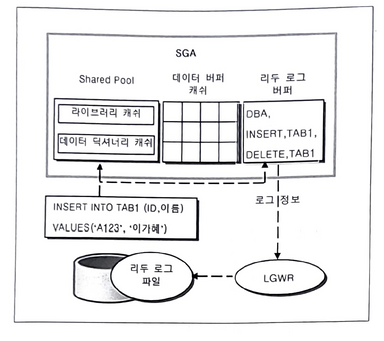 SGA
Shared Pool
데이터 버퍼
캐쉬
리두 로그
버퍼
라이브러리 캐쉬
데이터 딕셔너리 캐쉬
DBA,
INSERT,TAB1,
DELETE,TAB1
로그 정보
INSERT INTO TAB1 (ID,이름)
VALUES('A123', '이가혜')
리두 로그
파일
LGWR